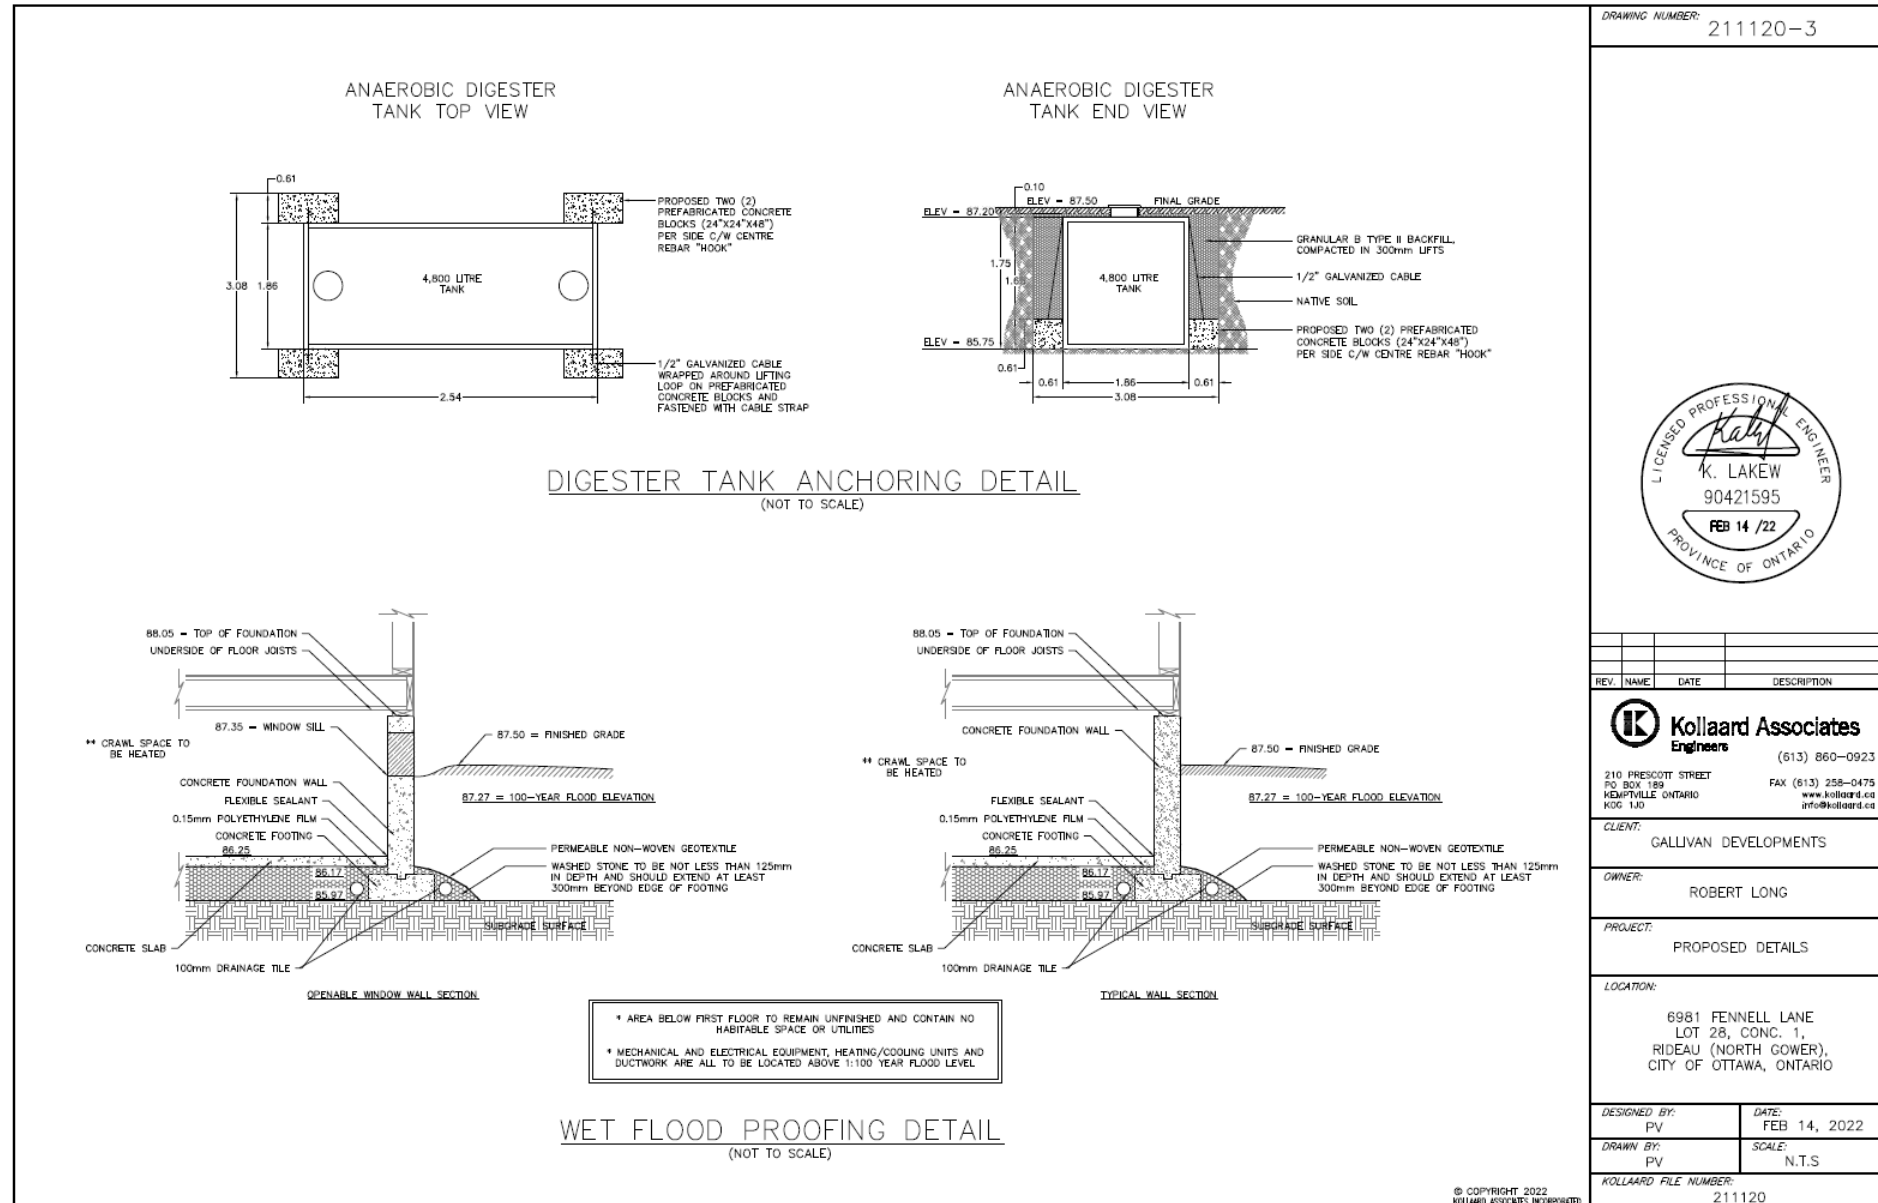 DRAWING NUMBER:
211120-3
ANAEROBIC DIGESTER
TANK TOP VIEW
0.61
3.08
1.86
4,800 LITRE
TANK
2.54
PROPOSED TWO (2)
PREFABRICATED CONCRETE
BLOCKS (24"X24"X48")
PER SIDE C/W CENTRE
REBAR "HOOK"
1/2" GALVANIZED CABLE
WRAPPED AROUND LIFTING
LOOP ON PREFABRICATED
CONCRETE BLOCKS AND
FASTENED WITH CABLE STRAP
ANAEROBIC DIGESTER
TANK END VIEW
0.10
ELEV = 87.50
FINAL GRADE
ELEV = 87.20
1.75
4,800 LITRE
TANK
ELEV = 85.75
0.61
0.61
1.86
0.61
3.08
GRANULAR B TYPE II BACKFILL,
COMPACTED IN 300mm LIFTS
1/2" GALVANIZED CABLE
NATIVE SOIL
PROPOSED TWO (2) PREFABRICATED
CONCRETE BLOCKS (24"X24"X48")
PER SIDE C/W CENTRE REBAR "HOOK"
DIGESTER TANK ANCHORING DETAIL
(NOT TO SCALE)
88.05 = TOP OF FOUNDATION
UNDERSIDE OF FLOOR JOISTS
87.35 = WINDOW SILL
** CRAWL SPACE TO
BE HEATED
87.50 = FINISHED GRADE
CONCRETE FOUNDATION WALL
FLEXIBLE SEALANT
0.15mm POLYETHYLENE FILM
CONCRETE FOOTING
87.27 = 100-YEAR FLOOD ELEVATION
86.25
86.17
85.97
PERMEABLE NON-WOVEN GEOTEXTILE
WASHED STONE TO BE NOT LESS THAN 125mm
IN DEPTH AND SHOULD EXTEND AT LEAST
300mm BEYOND EDGE OF FOOTING
SUBGRADE SURFACE
CONCRETE SLAB
100mm DRAINAGE TILE
OPENABLE WINDOW WALL SECTION
88.05 = TOP OF FOUNDATION
UNDERSIDE OF FLOOR JOISTS
CONCRETE FOUNDATION WALL
** CRAWL SPACE TO
BE HEATED
87.50 = FINISHED GRADE
FLEXIBLE SEALANT
0.15mm POLYETHYLENE FILM
CONCRETE FOOTING
87.27 = 100-YEAR FLOOD ELEVATION
86.25
86.17
85.97
PERMEABLE NON-WOVEN GEOTEXTILE
WASHED STONE TO BE NOT LESS THAN 125mm
IN DEPTH AND SHOULD EXTEND AT LEAST
300mm BEYOND EDGE OF FOOTING
SUBGRADE SURFACE
CONCRETE SLAB
100mm DRAINAGE TILE
TYPICAL WALL SECTION
* AREA BELOW FIRST FLOOR TO REMAIN UNFINISHED AND CONTAIN NO
HABITABLE SPACE OR UTILITIES
* MECHANICAL AND ELECTRICAL EQUIPMENT, HEATING/COOLING UNITS AND
DUCTWORK ARE ALL TO BE LOCATED ABOVE 1:100 YEAR FLOOD LEVEL
WET FLOOD PROOFING DETAIL
(NOT TO SCALE)
© COPYRIGHT 2022
KOLLAARD ASSOCIATES INCORPORATED
LICENSED PROFESSIONAL ENGINEER
K. LAKEW
90421595
FEB 14 /22
PROVINCE OF ONTARIO
REV. NAME DATE DESCRIPTION
K
Kollaard Associates
Engineers
(613) 860-0923
210 PRESCOTT STREET
PO BOX 189
KEMPTVILLE ONTARIO
K0G 1J0
FAX (613) 258-0475
www.kollaard.ca
info@kollaard.ca
CLIENT:
GALLIVAN DEVELOPMENTS
OWNER:
ROBERT LONG
PROJECT:
PROPOSED DETAILS
LOCATION:
6981 FENNELL LANE
LOT 28, CONC. 1,
RIDEAU (NORTH GOWER),
CITY OF OTTAWA, ONTARIO
DESIGNED BY:
PV
DATE:
FEB 14, 2022
DRAWN BY:
PV
SCALE:
N.T.S
KOLLAARD FILE NUMBER:
211120